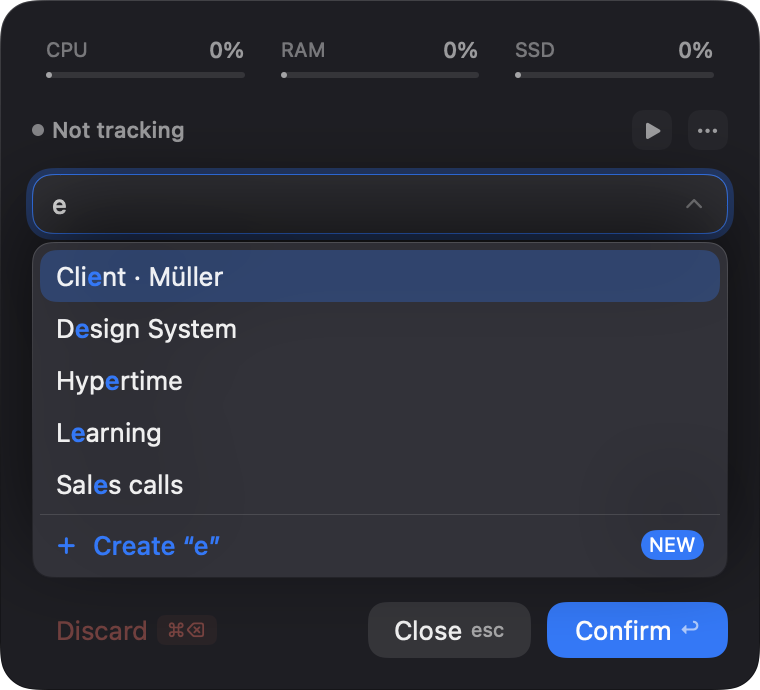 CPU 0% RAM 0% SSD 0%
Not tracking
e
Client · Müller
Design System
Hypertime
Learning
Sales calls
+ Create “e” NEW
Discard ⌘⌫ Close esc Confirm ↩